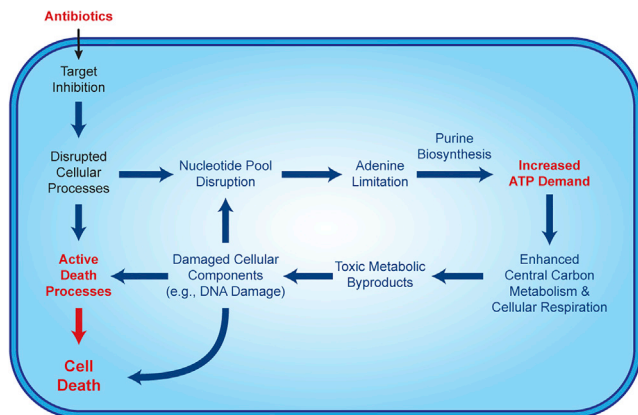 Antibiotics
Target
Inhibition
Disrupted
Cellular
Processes
Nucleotide Pool
Disruption
Adenine
Limitation
Purine
Biosynthesis
Increased
ATP Demand
Active
Death
Processes
Damaged Cellular
Components
(e.g., DNA Damage)
Toxic Metabolic
Byproducts
Enhanced
Central Carbon
Metabolism &
Cellular Respiration
Cell
Death